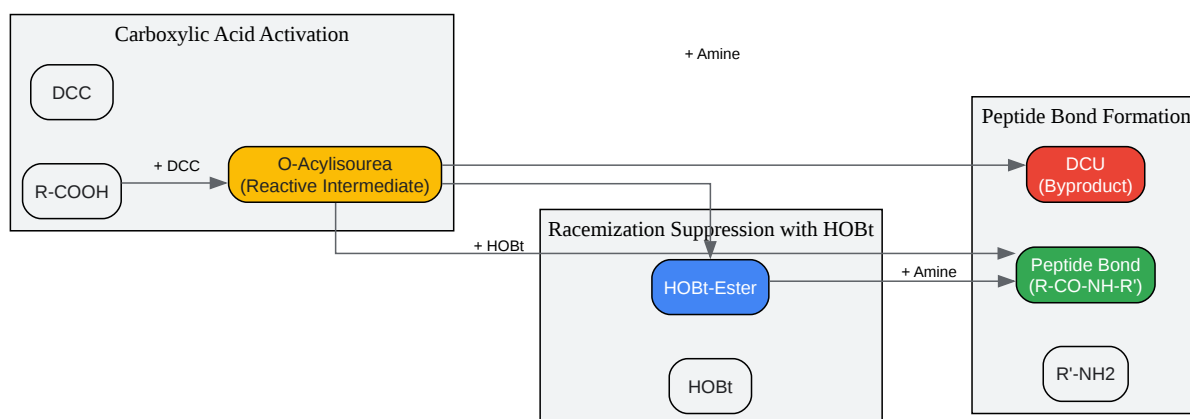 Carboxylic Acid Activation
DCC
R-COOH
+ DCC
O-Acylisourea
(Reactive Intermediate)
+ Amine
+ HOBt
Racemization Suppression with HOBt
HOBt-Ester
HOBt
+ Amine
Peptide Bond Formation
DCU
(Byproduct)
Peptide Bond
(R-CO-NH-R')
R'-NH2